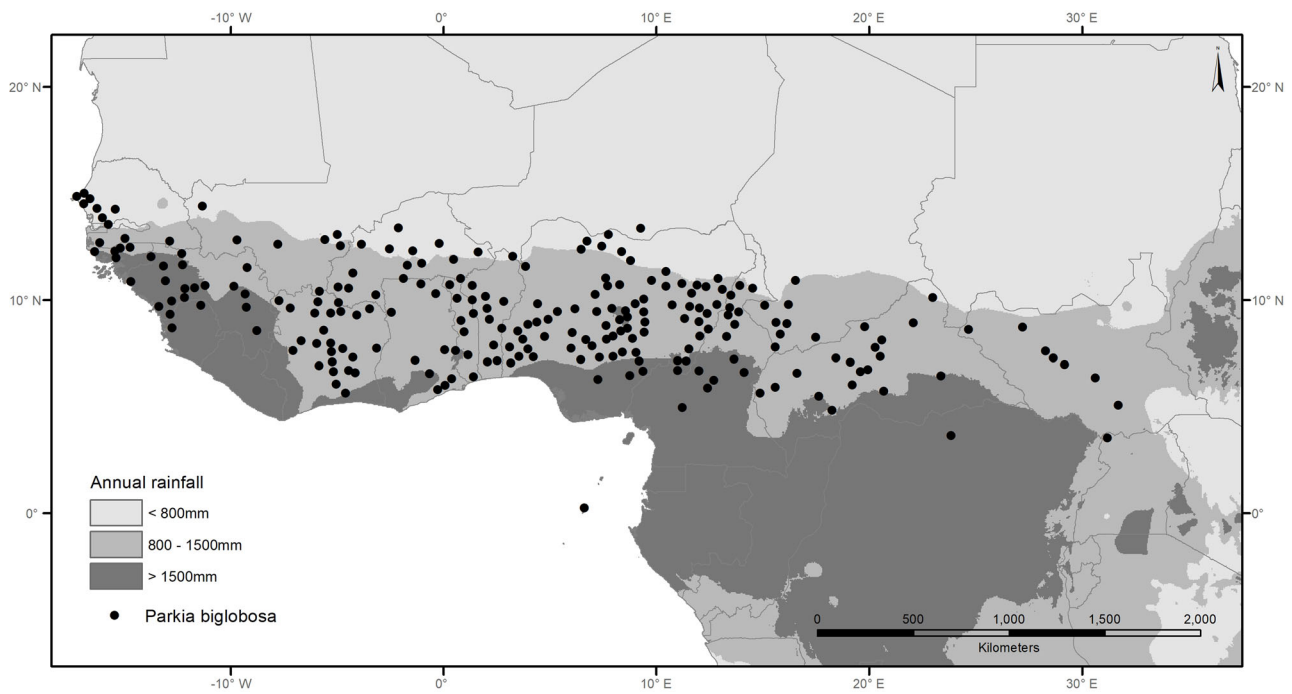 -10° W 0° 10° E 20° E 30° E
N
20° N 20° N
10° N 10° N
0° 0°
Annual rainfall
< 800mm
800 - 1500mm
> 1500mm
Parkia biglobosa
0 500 1,000 1,500 2,000
Kilometers
-10° W 0° 10° E 20° E 30° E